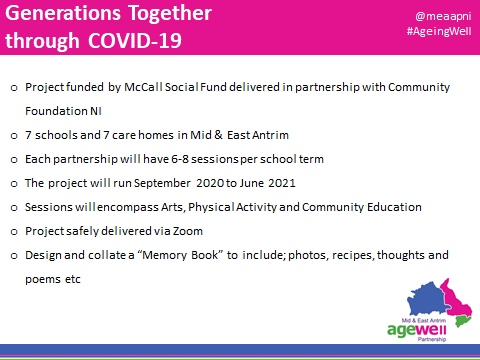 Generations Together
@meaapni
through COVID-19
#AgeingWell
o Project funded by McCall Social Fund delivered in partnership with Community
Foundation NI
o 7 schools and 7 care homes in Mid & East Antrim
o Each partnership will have 6-8 sessions per school term
o The project will run September 2020 to June 2021
o Sessions will encompass Arts, Physical Activity and Community Education
o Project safely delivered via Zoom
o Design and collate a “Memory Book” to include; photos, recipes, thoughts and
poems etc
Mid & East Antrim
agewell
Partnership